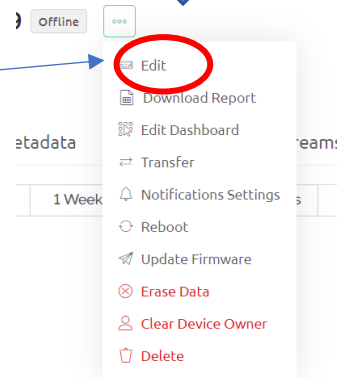 Offline
Edit
Download Report
Edit Dashboard
etadata
reams
Transfer
1 Week
Notifications Settings
s
Reboot
Update Firmware
Erase Data
Clear Device Owner
Delete